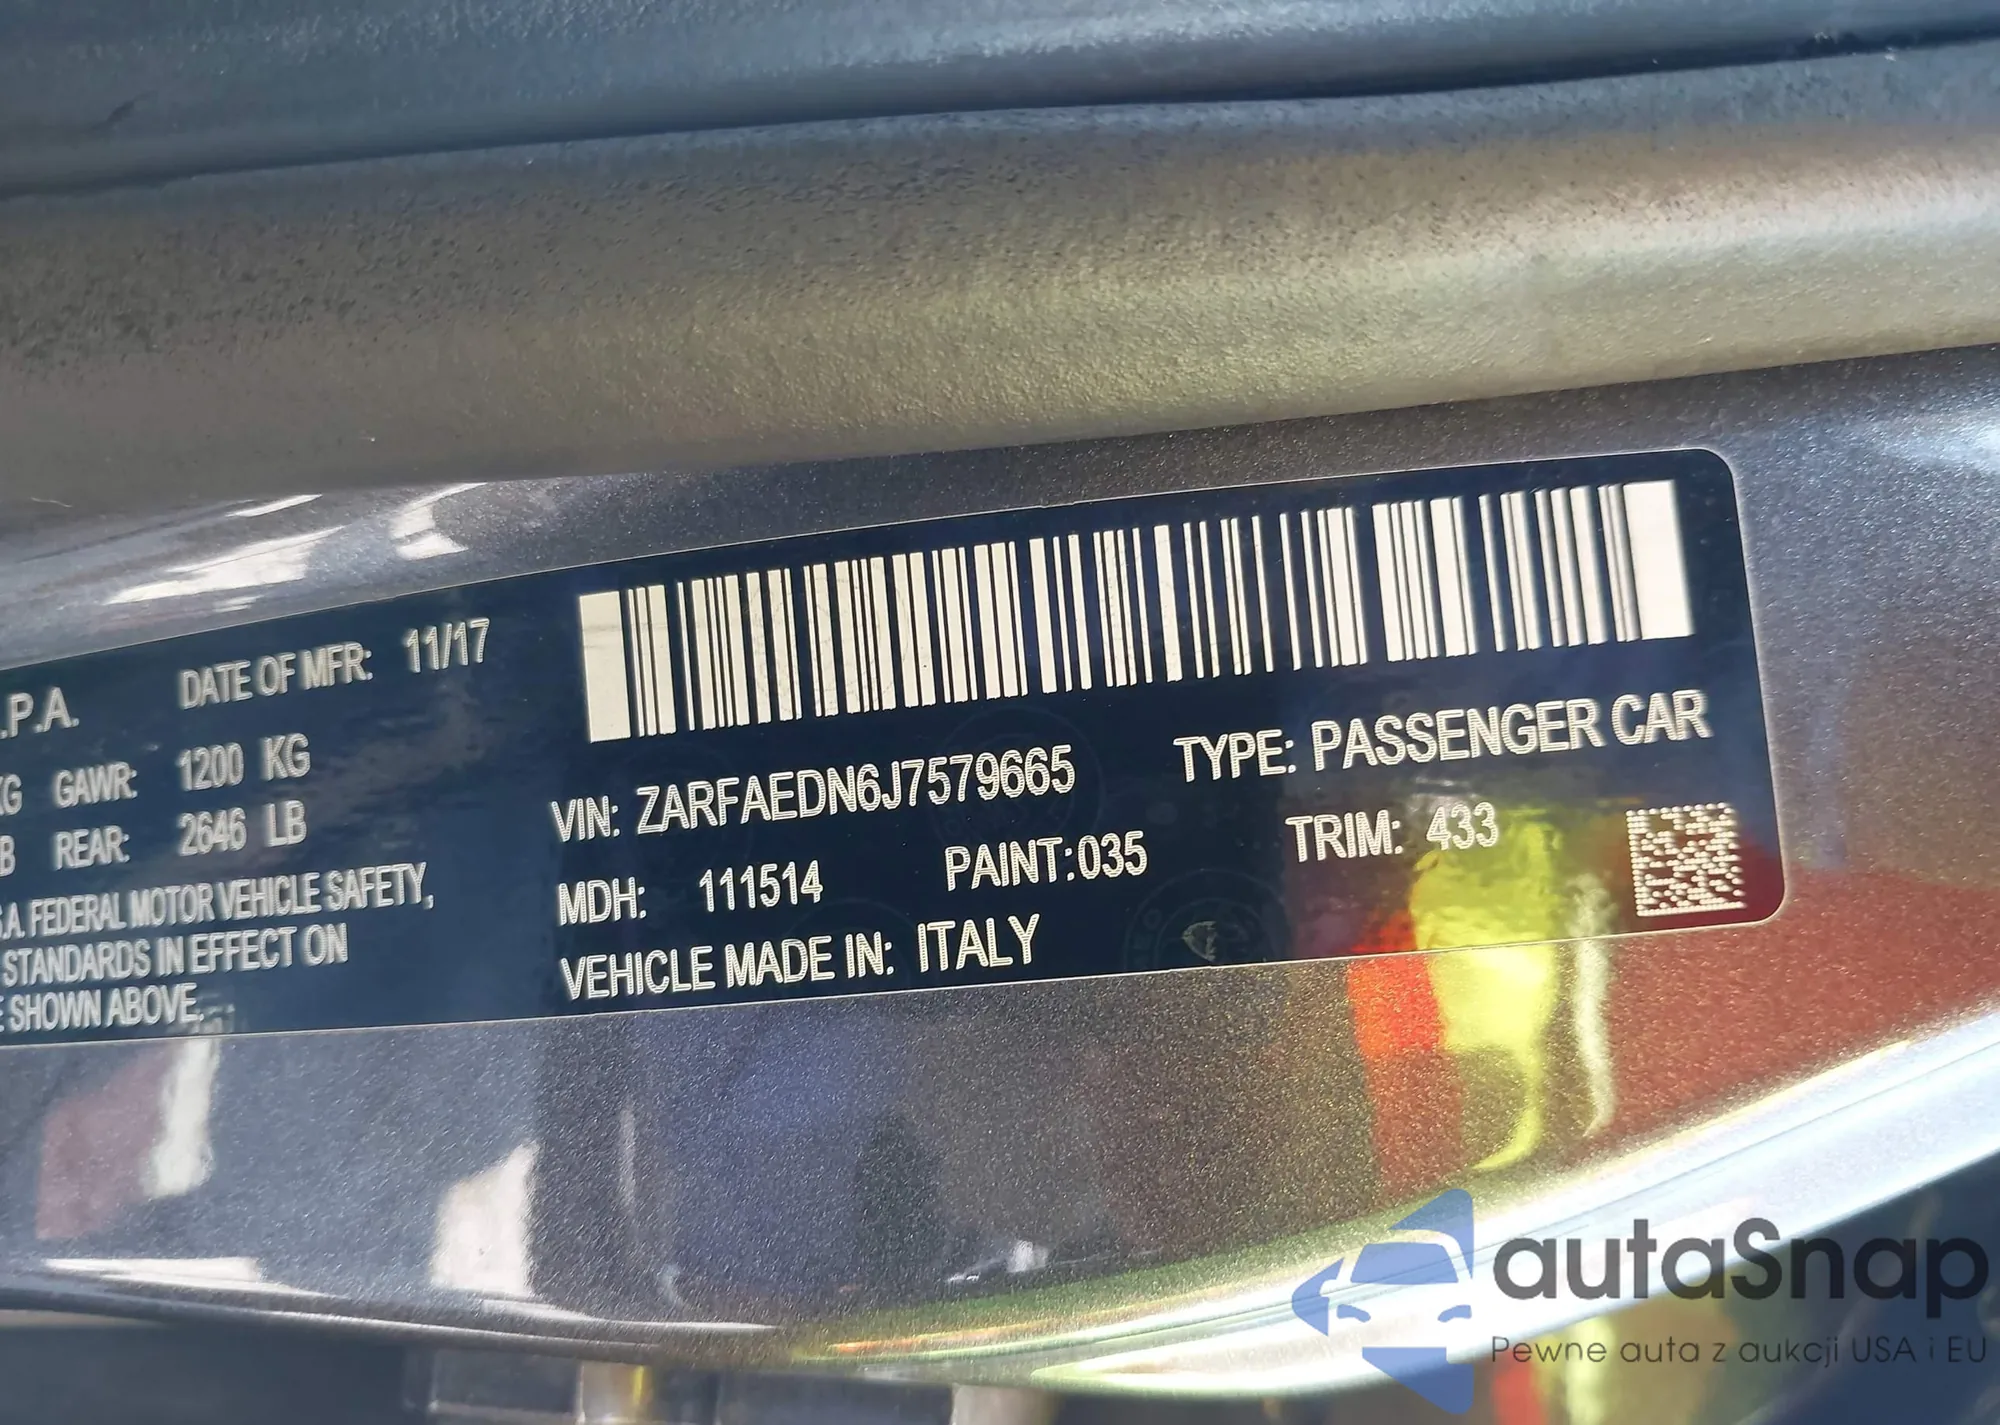 .P.A. DATE OF MFR: 11/17
KG GAWR: 1200 KG
B REAR: 2646 LB
S.A. FEDERAL MOTOR VEHICLE SAFETY,
STANDARDS IN EFFECT ON
E SHOWN ABOVE.
VIN: ZARFAEDN6J7579665 TYPE: PASSENGER CAR
MDH: 111514 PAINT:035 TRIM: 433
VEHICLE MADE IN: ITALY
autaSnap
Pewne auta z aukcji USA i EU